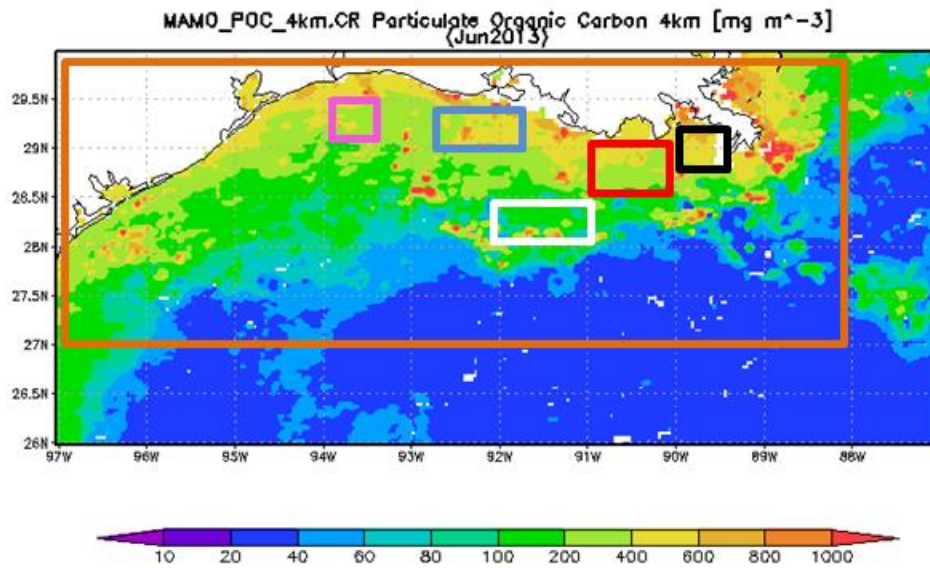 MAMO_POC_4km.CR Particulate Organic Carbon 4km [mg m^-3]
(Jun2013)
29.5N
29N
28.5N
28N
27.5N
27N
26.5N
26N
97W 96W 95W 94W 93W 92W 91W 90W 89W 88W
10 20 40 60 80 100 200 400 600 800 1000